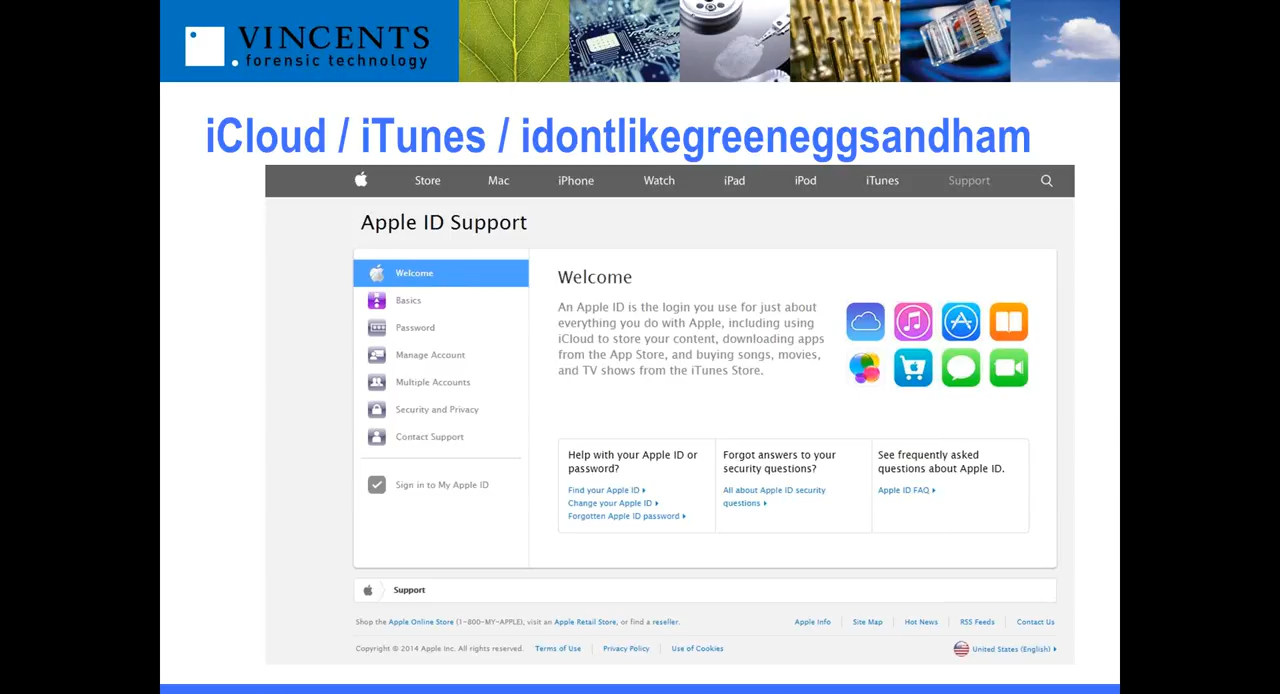 VINCENTS
forensic technology
iCloud / iTunes / idontlikegreeneggsandham
Store Mac iPhone Watch iPad iPod iTunes Support
Apple ID Support
Welcome
Basics
Password
Manage Account
Multiple Accounts
Security and Privacy
Contact Support
Sign in to My Apple ID
Welcome
An Apple ID is the login you use for just about
everything you do with Apple, including using
iCloud to store your content, downloading apps
from the App Store, and buying songs, movies,
and TV shows from the iTunes Store.
Help with your Apple ID or
password?
Find your Apple ID
Change your Apple ID
Forgotten Apple ID password
Forgot answers to your
security questions?
All about Apple ID security
questions
See frequently asked
questions about Apple ID.
Apple ID FAQ
Support
Shop the Apple Online Store (1-800-MY-APPLE), visit an Apple Retail Store, or find a reseller.
Apple Info Site Map Hot News RSS Feeds Contact Us
Copyright © 2014 Apple Inc. All rights reserved. Terms of Use Privacy Policy Use of Cookies
United States (English)